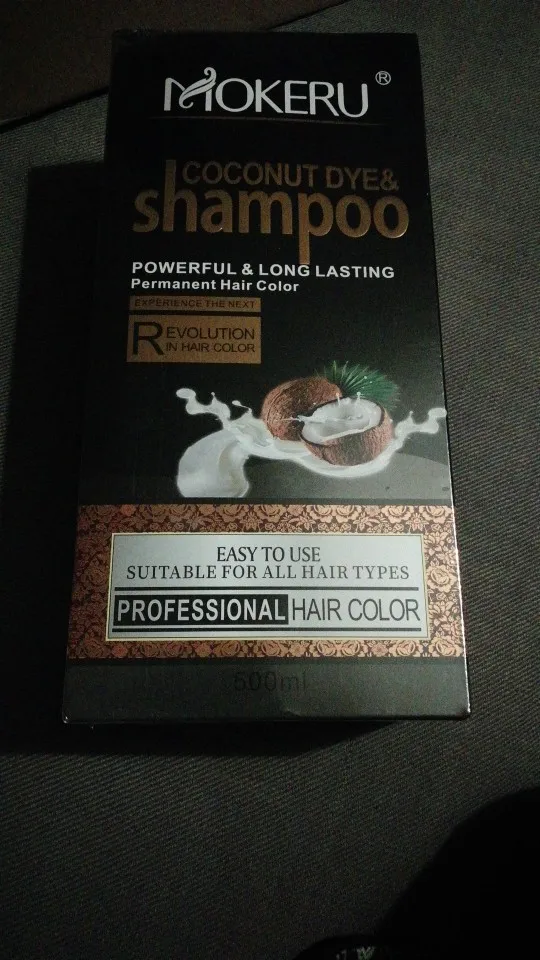 MOKERU®
COCONUT DYE&
shampoo
POWERFUL & LONG LASTING
Permanent Hair Color
EXPERIENCE THE NEXT
REVOLUTION
IN HAIR COLOR
EASY TO USE
SUITABLE FOR ALL HAIR TYPES
PROFESSIONAL HAIR COLOR
500ml